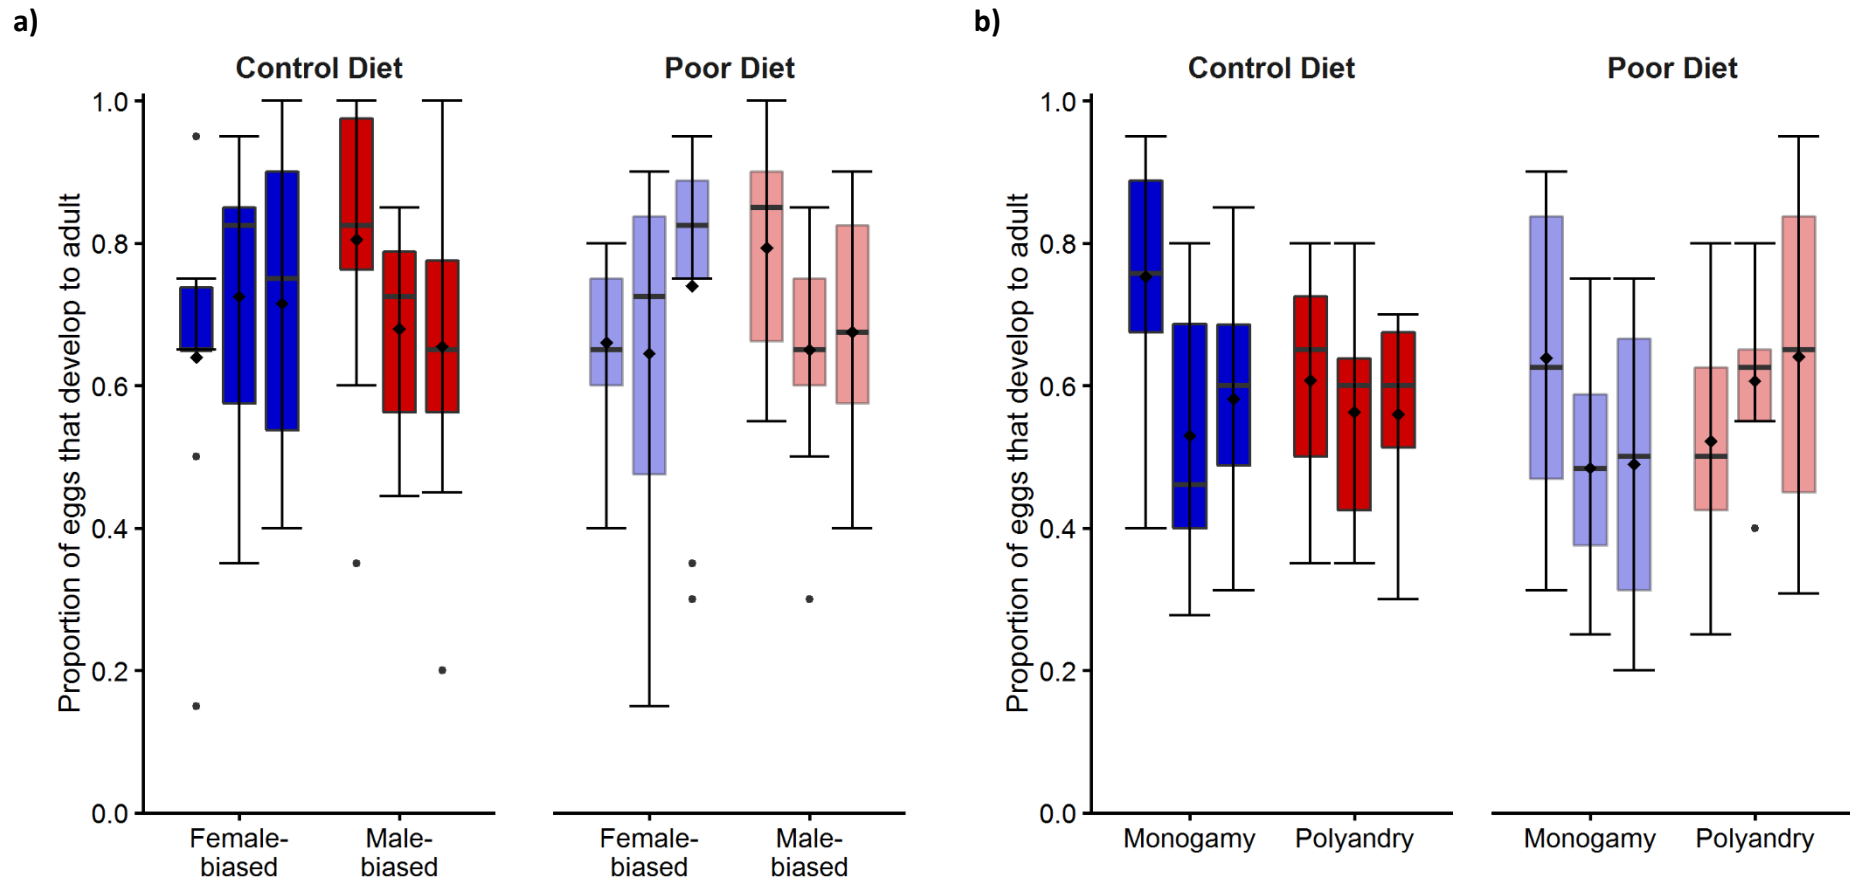 a)
Control Diet
Poor Diet
Proportion of eggs that develop to adult
1.0
0.8
0.6
0.4
0.2
0.0
Female-
biased
Male-
biased
Female-
biased
Male-
biased
b)
Control Diet
Poor Diet
Proportion of eggs that develop to adult
1.0
0.8
0.6
0.4
0.2
0.0
Monogamy
Polyandry
Monogamy
Polyandry